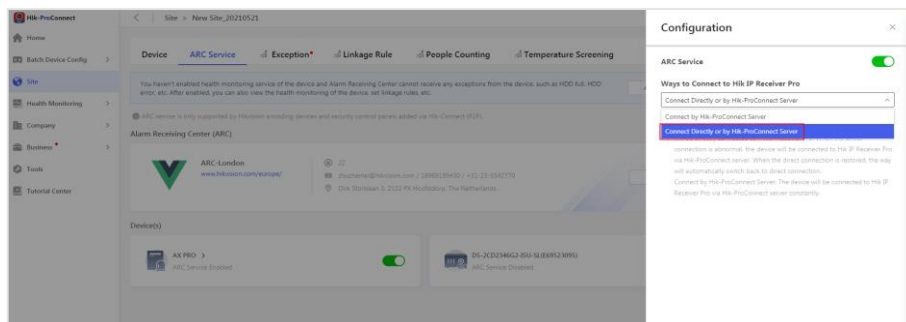 Hik-ProConnect
Site > New Site_20210521
Home
Batch Device Config
Site
Health Monitoring
Company
Business
Tools
Tutorial Center
Device ARC Service Exception Linkage Rule People Counting Temperature Screening
You haven't enabled health monitoring service of the device and Alarm Receiving Center cannot receive any exceptions from the device, such as HDD full, HDD
error, etc. After enabled, you can also view the health monitoring of the device, set linkage rules, etc.
ARC service is only supported by Hikvision encoding devices and security control panels added via Hik-Connect (P2P).
Alarm Receiving Center (ARC)
ARC-London
www.hikvision.com/europe/
Device(s)
AX PRO >
ARC Service Enabled
ARC Service Disabled
Configuration
ARC Service
Ways to Connect to Hik IP Receiver Pro
Connect Directly or by Hik-ProConnect Server
Connect by Hik-ProConnect Server
Connect Directly or by Hik-ProConnect Server
connection is abnormal, the device will be connected to Hik IP Receiver Pro
via Hik-ProConnect server. When the direct connection is restored, the way
will automatically switch back to direct connection.
Connect by Hik-ProConnect Server: The device will be connected to Hik IP
Receiver Pro via Hik-ProConnect server constantly.